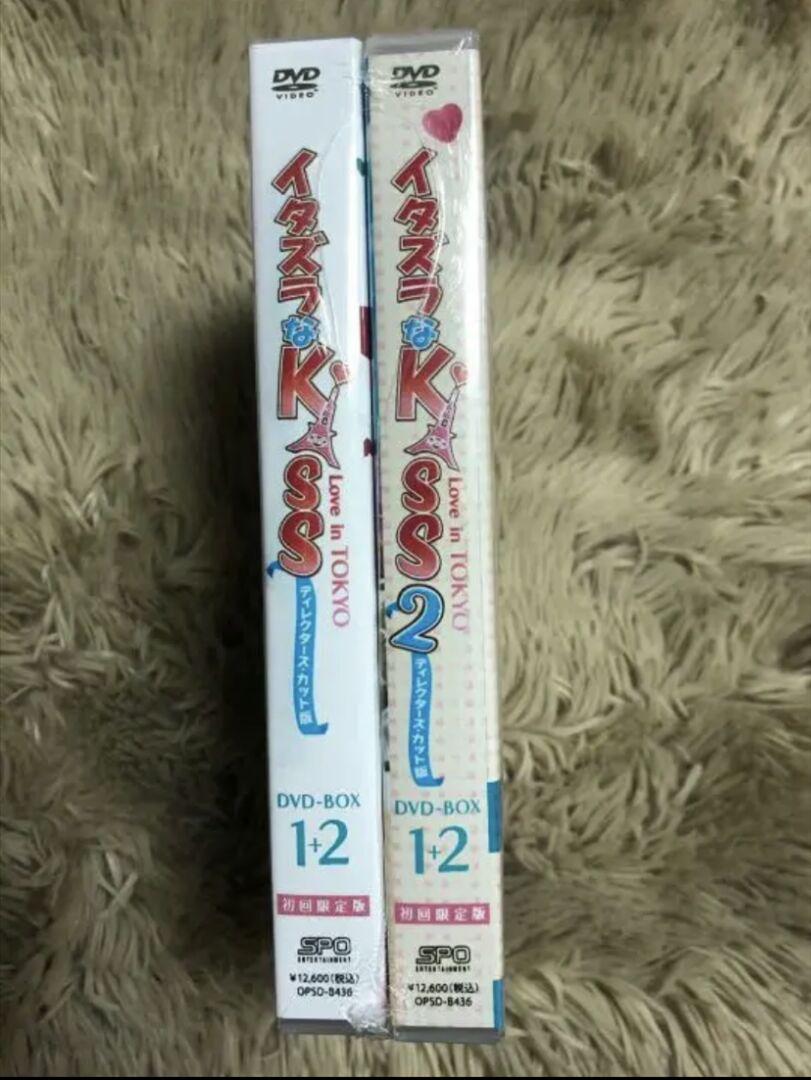 DVD
VIDEO
イタズラなKiSS
Love in TOKYO
ディレクターズ・カット版
DVD-BOX
1+2
初回限定版
SPO
ENTERTAINMENT
¥12,600(税込)
OPSD-B436
DVD
VIDEO
イタズラなKiSS2
Love in TOKYO
ディレクターズ・カット版
DVD-BOX
1+2
初回限定版
SPO
ENTERTAINMENT
¥12,600(税込)
OPSD-B436